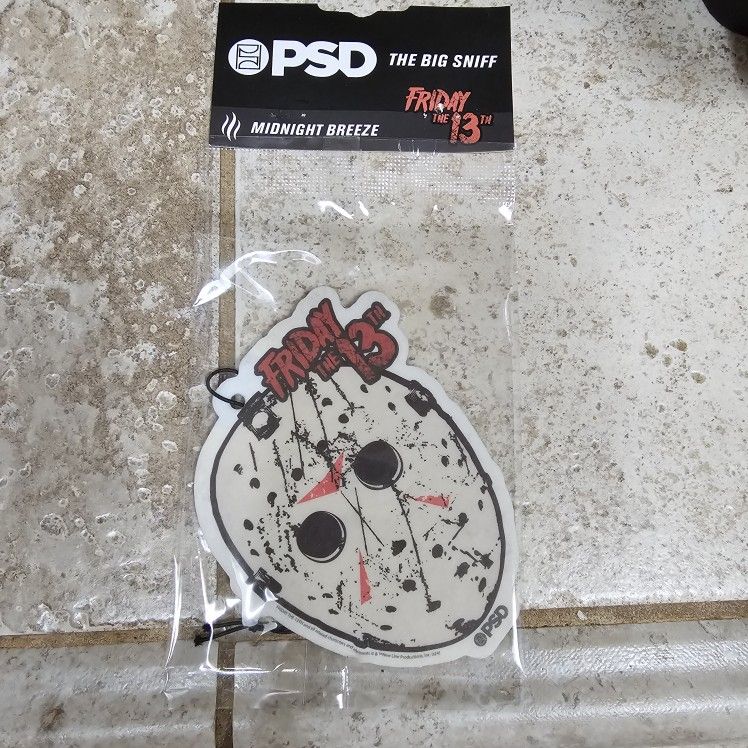 PSD THE BIG SNIFF
FRIDAY
THE 13TH
MIDNIGHT BREEZE
FRIDAY
THE 13TH
PSD